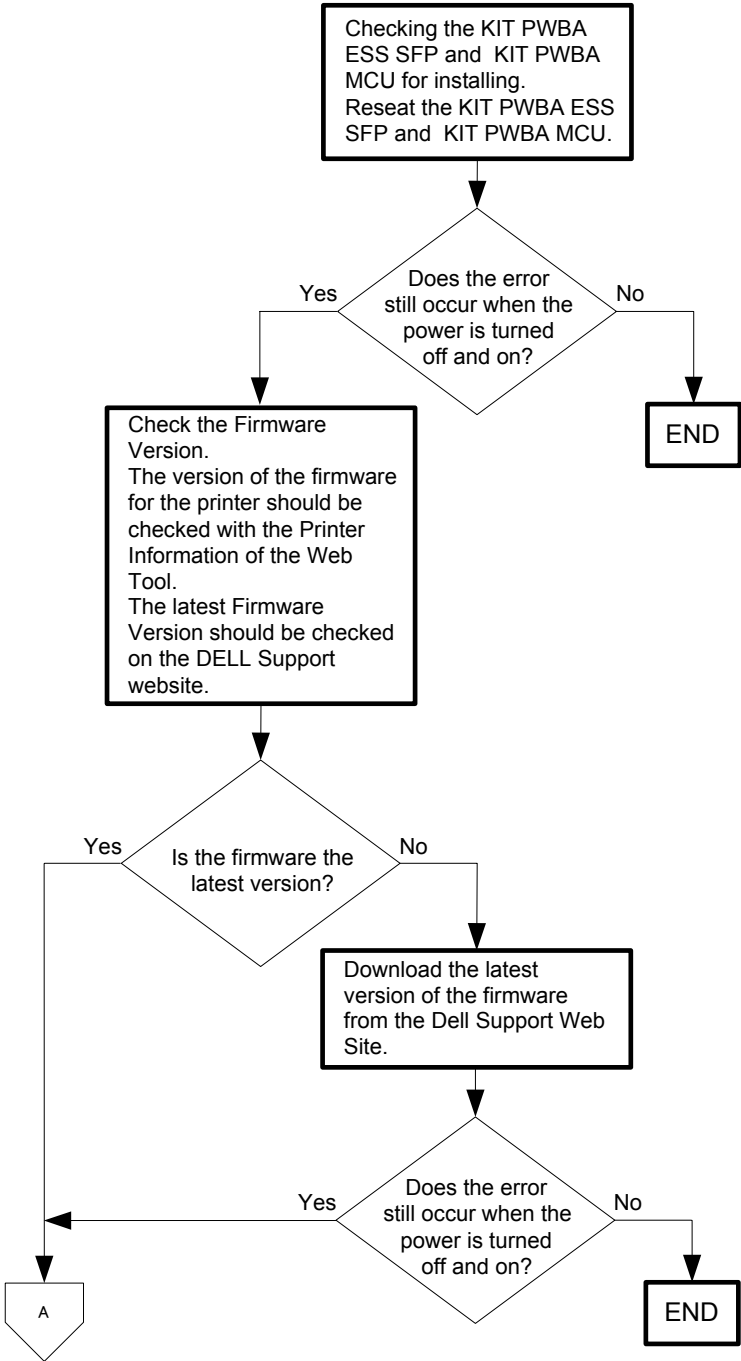 Checking the KIT PWBA
ESS SFP and  KIT PWBA
MCU for installing.
Reseat the KIT PWBA ESS
SFP and  KIT PWBA MCU.
Does the error
still occur when the
power is turned
off and on?
Yes
No
END
Check the Firmware
Version.
The version of the firmware
for the printer should be
checked with the Printer
Information of the Web
Tool.
The latest Firmware
Version should be checked
on the DELL Support
website.
Is the firmware the
latest version?
Yes
No
Download the latest
version of the firmware
from the Dell Support Web
Site.
Does the error
still occur when the
power is turned
off and on?
Yes
No
END
A